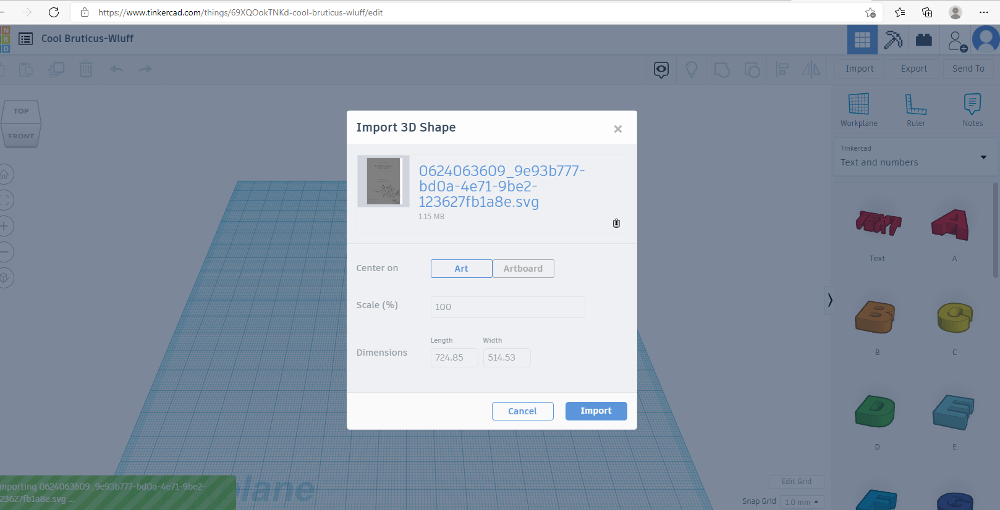 https://www.tinkercad.com/things/69XQOokTNKd-cool-bruticus-wluff/edit
N
R
D
Cool Bruticus-Wluff
Import
Export
Send To
TOP
FRONT
Workplane
Ruler
Notes
Tinkercad
Text and numbers
TEXT
Text
A
A
B
B
C
C
D
D
E
E
Import 3D Shape
0624063609_9e93b777-
bd0a-4e71-9be2-
123627fb1a8e.svg
1.15 MB
Center on
Art
Artboard
Scale (%)
100
Length
Width
Dimensions
724.85
514.53
Cancel
Import
mporting 0624063609_9e93b777-bd0a-4e71-9be2-
23627fb1a8e.svg ...
lane
Edit Grid
Snap Grid
1.0 mm